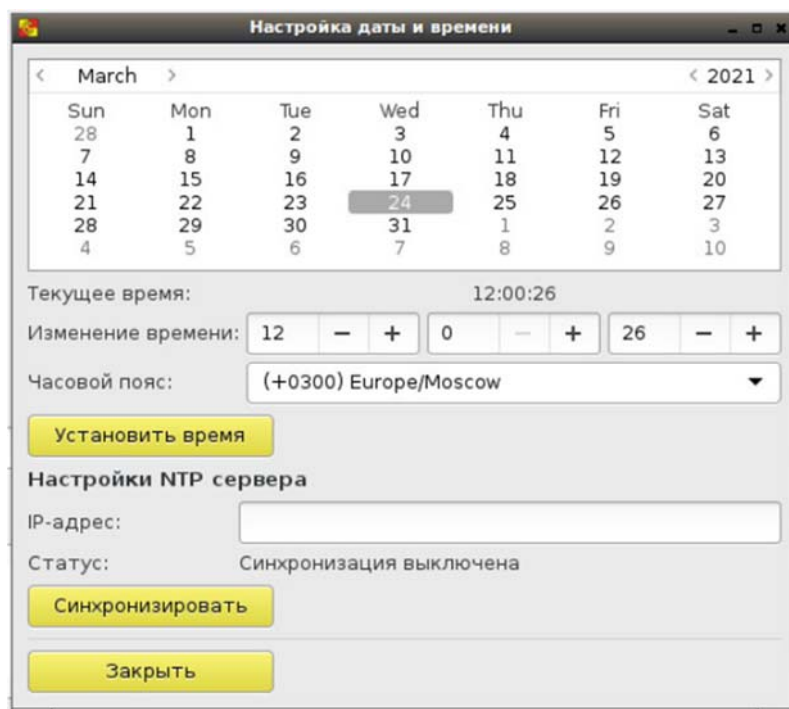 Настройка даты и времени
< March > < 2021 >
Sun Mon Tue Wed Thu Fri Sat
28 1 2 3 4 5 6
7 8 9 10 11 12 13
14 15 16 17 18 19 20
21 22 23 24 25 26 27
28 29 30 31 1 2 3
4 5 6 7 8 9 10
Текущее время: 12:00:26
Изменение времени: 12 − + 0 − + 26 − +
Часовой пояс: (+0300) Europe/Moscow
Установить время
Настройки NTP сервера
IP-адрес:
Статус: Синхронизация выключена
Синхронизировать
Закрыть